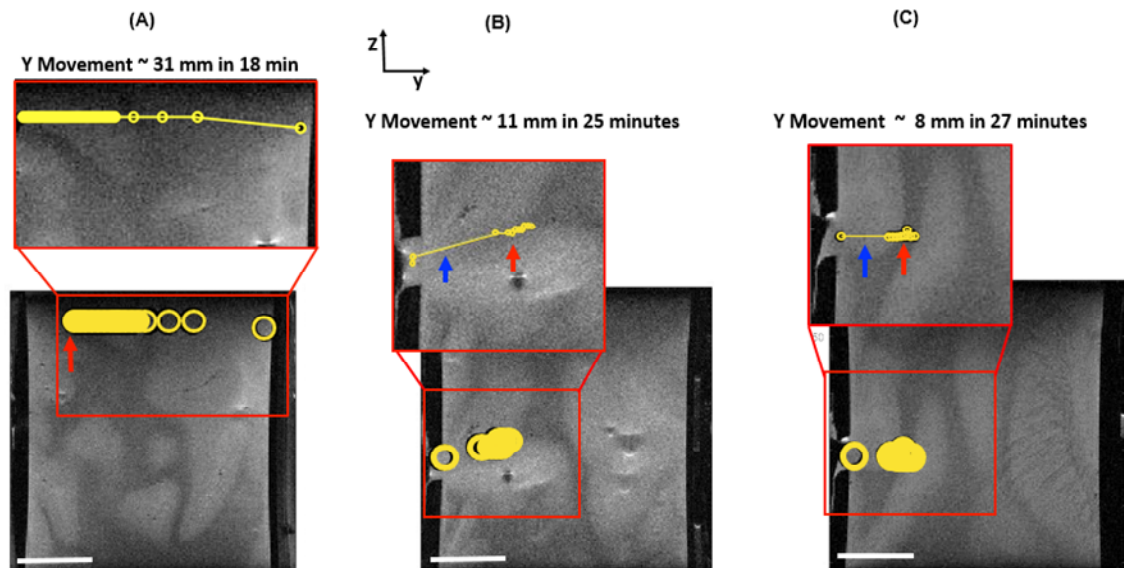 (A)
Y Movement ~ 31 mm in 18 min
(B)
z
y
Y Movement ~ 11 mm in 25 minutes
(C)
Y Movement ~ 8 mm in 27 minutes